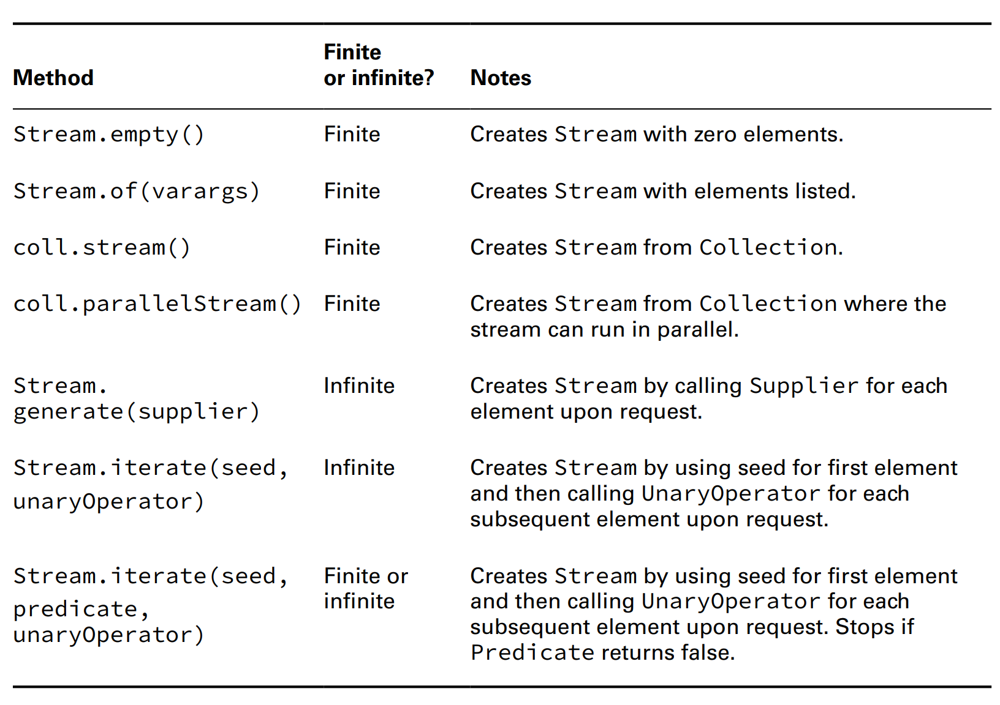 Finite
Method or infinite? Notes
Stream.empty() Finite Creates Stream with zero elements.
Stream.of(varargs) Finite Creates Stream with elements listed.
coll.stream() Finite Creates Stream from Collection.
coll.parallelStream() Finite Creates Stream from Collection where the
stream can run in parallel.
Stream. Infinite Creates Stream by calling Supplier for each
generate(supplier) element upon request.
Stream.iterate(seed, Infinite Creates Stream by using seed for first element
unaryOperator) and then calling UnaryOperator for each
subsequent element upon request.
Stream.iterate(seed, Finite or Creates Stream by using seed for first element
predicate, infinite and then calling UnaryOperator for each
unaryOperator) subsequent element upon request. Stops if
Predicate returns false.